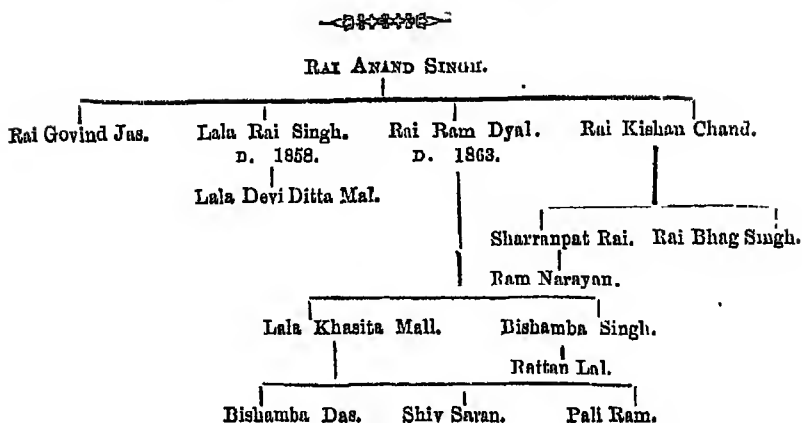 RAI ANAND SINGH.
Rai Govind Jas. Lala Rai Singh. Rai Ram Dyal. Rai Kishan Chand.
D. 1858. D. 1863.
Lala Devi Ditta Mal.
Sharranpat Rai. Rai Bhag Singh.
Ram Narayan.
Lala Khasita Mall. Bishamba Singh.
Rattan Lal.
Bishamba Das. Shiv Saran. Pali Ram.